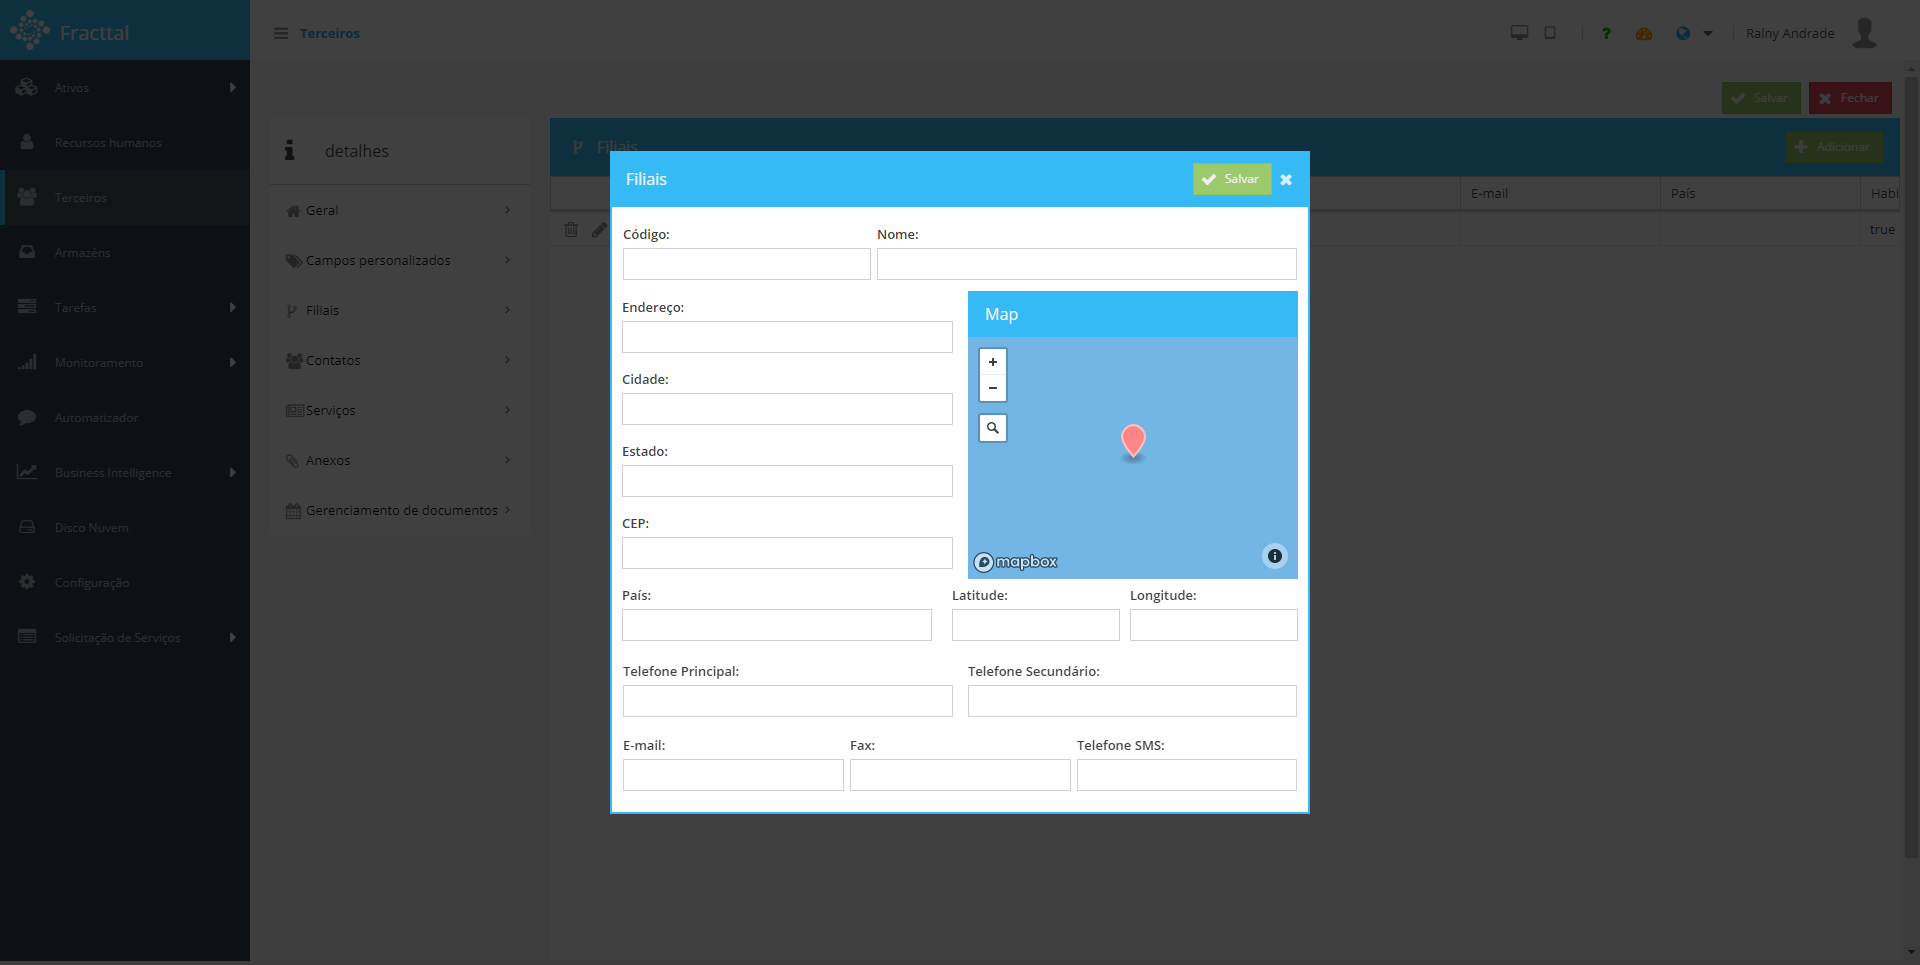 Fracttal
Terceiros
?
Rainy Andrade
Ativos
Recursos humanos
Terceiros
Armazéns
Tarefas
Monitoramento
Automatizador
Business Intelligence
Disco Nuvem
Configuração
Solicitação de Serviços
Salvar
Fechar
detalhes
Geral
Campos personalizados
Filiais
Contatos
Serviços
Anexos
Gerenciamento de documentos
Filiais
Adicionar
E-mail
País
Habi
true
Filiais
Salvar
Código:
Nome:
Endereço:
Cidade:
Estado:
CEP:
Map
+
−
mapbox
País:
Latitude:
Longitude:
Telefone Principal:
Telefone Secundário:
E-mail:
Fax:
Telefone SMS: